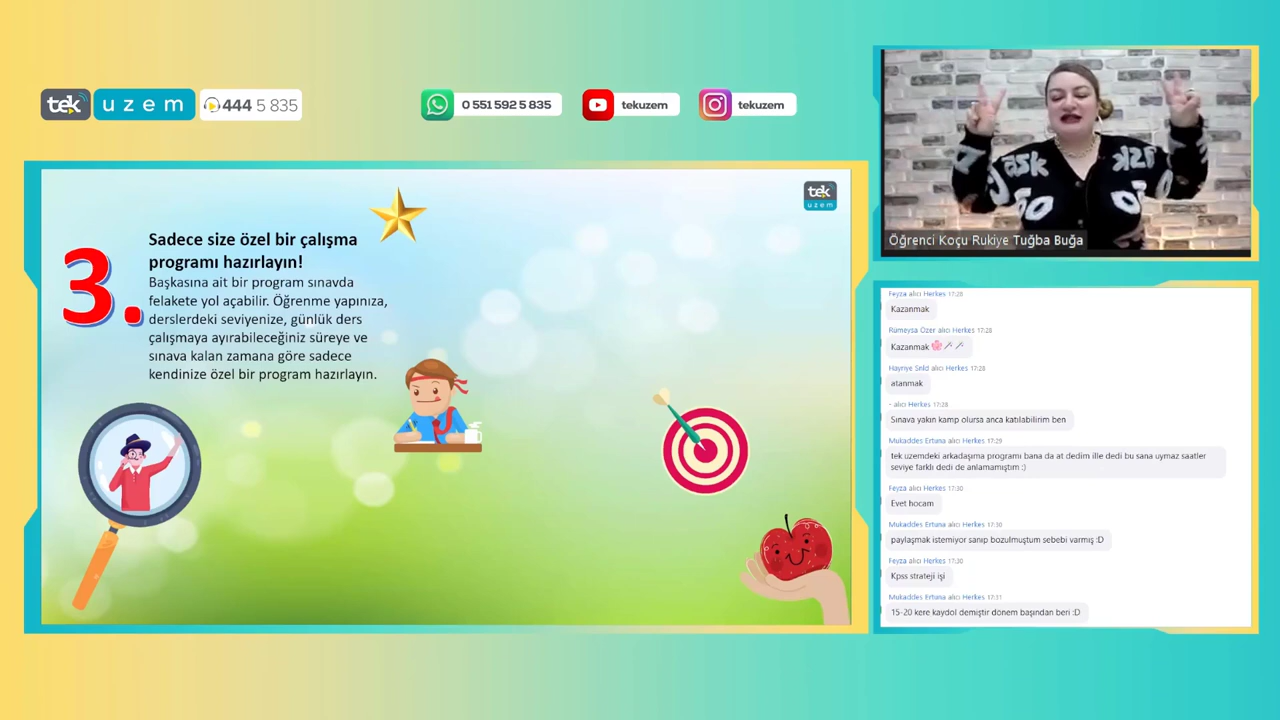 tek uzem 444 5 835
0 551 592 5 835
tekuzem
tekuzem
tek
uzem
3.
Sadece size özel bir çalışma
programı hazırlayın!
Başkasına ait bir program sınavda
felakete yol açabilir. Öğrenme yapınıza,
derslerdeki seviyenize, günlük ders
çalışmaya ayırabileceğiniz süreye ve
sınava kalan zamana göre sadece
kendinize özel bir program hazırlayın.
Öğrenci Koçu Rukiye Tuğba Buğa
Feyza alıcı Herkes 17:28
Kazanmak
Rümeysa Özer alıcı Herkes 17:28
Kazanmak🌸🪄🪄
Hayriye Snld alıcı Herkes 17:28
atanmak
- alıcı Herkes 17:28
Sınava yakın kamp olursa anca katılabilirim ben
Mukaddes Ertuna alıcı Herkes 17:29
tek uzemdeki arkadaşıma programı bana da at dedim ille dedi bu sana uymaz saatler
seviye farklı dedi de anlamamıştım :)
Feyza alıcı Herkes 17:30
Evet hocam
Mukaddes Ertuna alıcı Herkes 17:30
paylaşmak istemiyor sanıp bozulmuştum sebebi varmış :D
Feyza alıcı Herkes 17:30
Kpss strateji işi
Mukaddes Ertuna alıcı Herkes 17:31
15-20 kere kaydol demiştir dönem başından beri :D